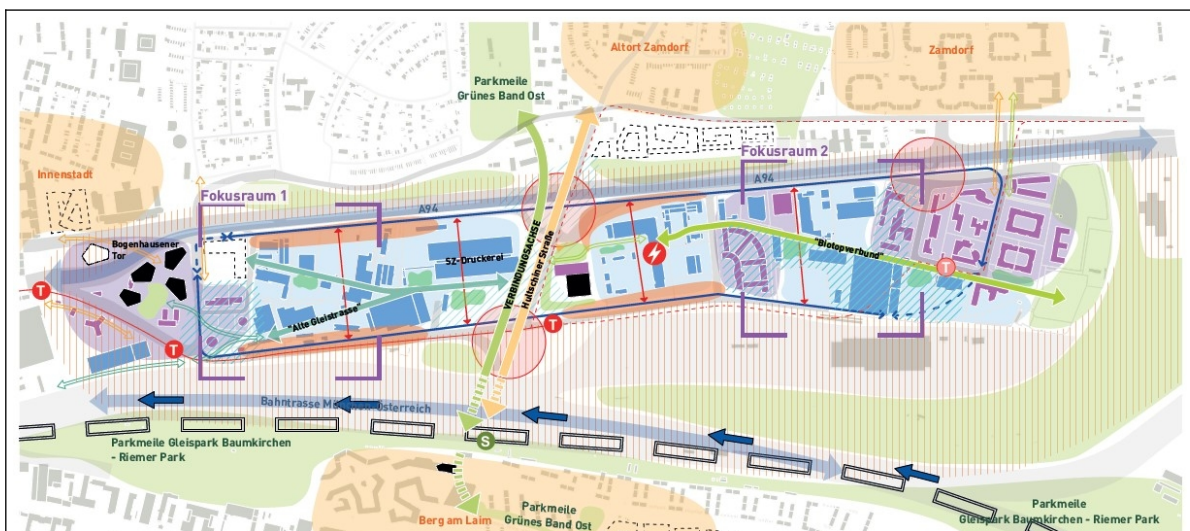 Altort Zamdorf
Zamdorf
Parkmeile
Grünes Band Ost
Innenstadt
Fokusraum 1
Fokusraum 2
A94
A94
Bogenhausener
Tor
SZ-Druckerei
VERBINDUNGSACHSE
Hultschiner Straße
"Biotopverbund"
"Alte Gleistrasse"
T
T
T
T
Bahntrasse München-Österreich
Parkmeile Gleispark Baumkirchen
- Riemer Park
S
Berg am Laim
Parkmeile
Grünes Band Ost
Parkmeile
Gleispark Baumkirchen - Riemer Park